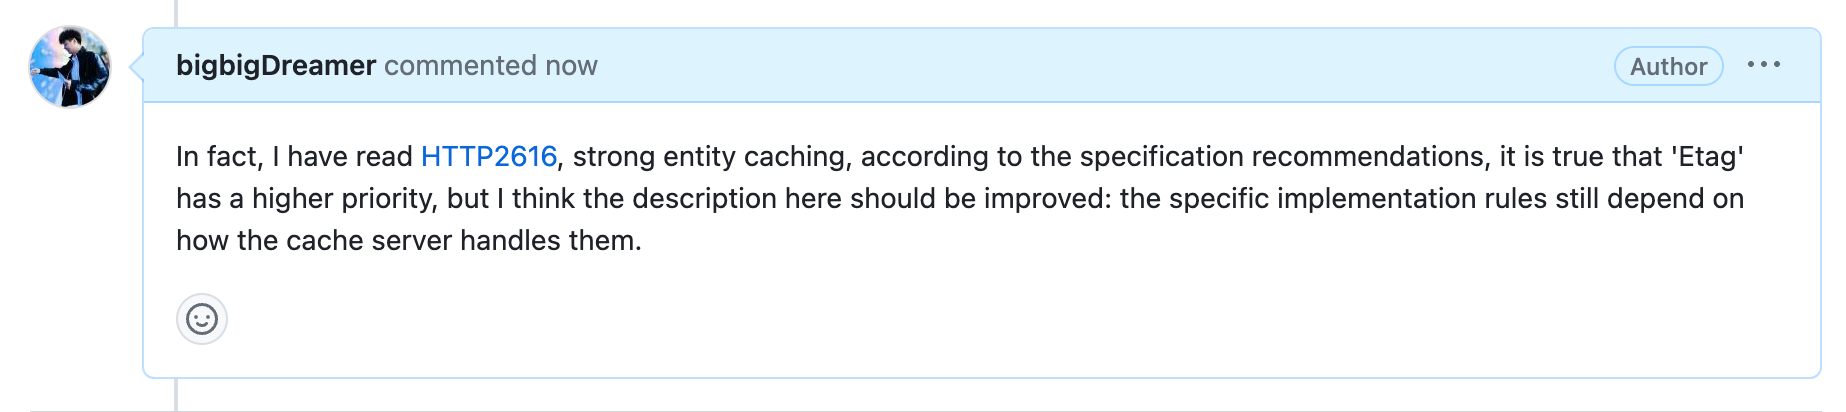 bigbigDreamer commented now
Author
In fact, I have read HTTP2616, strong entity caching, according to the specification recommendations, it is true that 'Etag'
has a higher priority, but I think the description here should be improved: the specific implementation rules still depend on
how the cache server handles them.